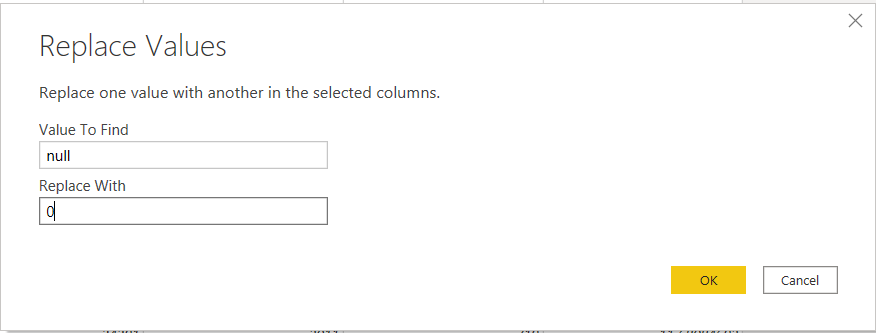 Replace Values
Replace one value with another in the selected columns.
Value To Find
null
Replace With
0
OK
Cancel